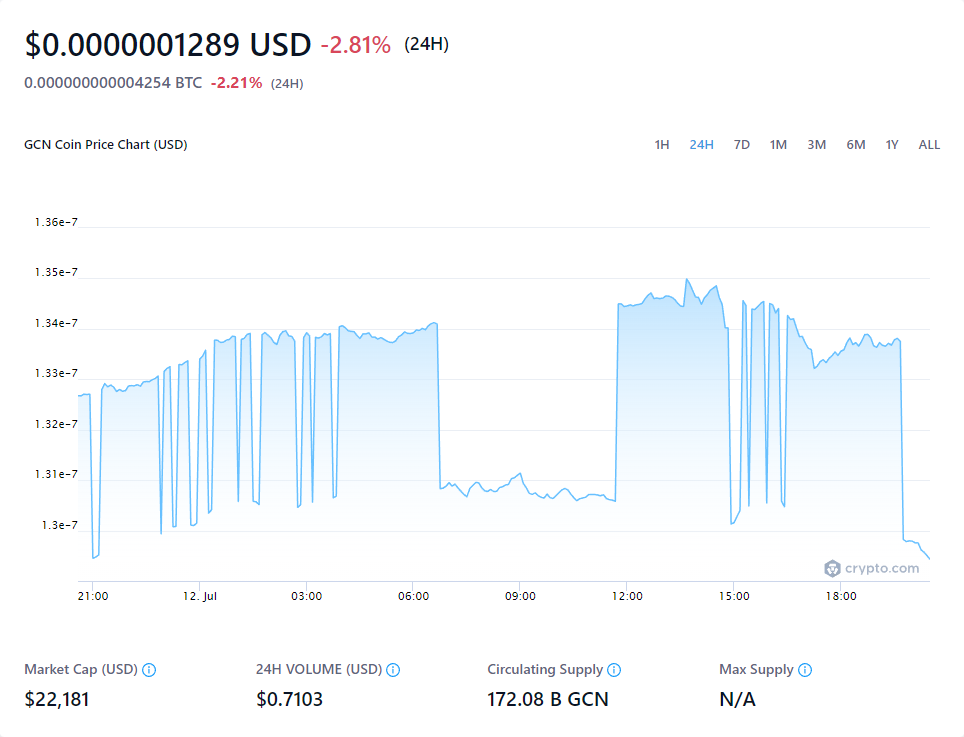 $0.0000001289 USD -2.81% (24H)
0.000000000004254 BTC -2.21% (24H)
GCN Coin Price Chart (USD) 1H 24H 7D 1M 3M 6M 1Y ALL
1.36e-7
1.35e-7
1.34e-7
1.33e-7
1.32e-7
1.31e-7
1.3e-7
crypto.com
21:00 12. Jul 03:00 06:00 09:00 12:00 15:00 18:00
Market Cap (USD) 24H VOLUME (USD) Circulating Supply Max Supply
$22,181 $0.7103 172.08 B GCN N/A